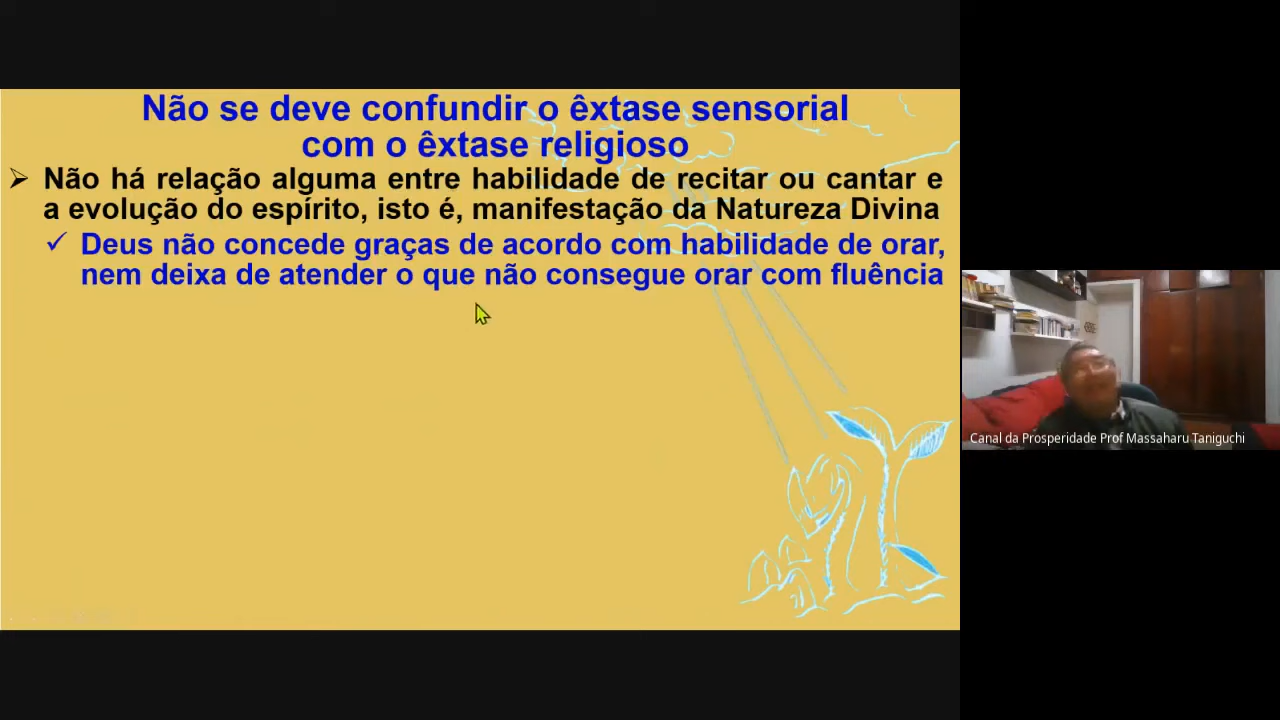 Não se deve confundir o êxtase sensorial
com o êxtase religioso
Não há relação alguma entre habilidade de recitar ou cantar e
a evolução do espírito, isto é, manifestação da Natureza Divina
Deus não concede graças de acordo com habilidade de orar,
nem deixa de atender o que não consegue orar com fluência
Canal da Prosperidade Prof Massaharu Taniguchi